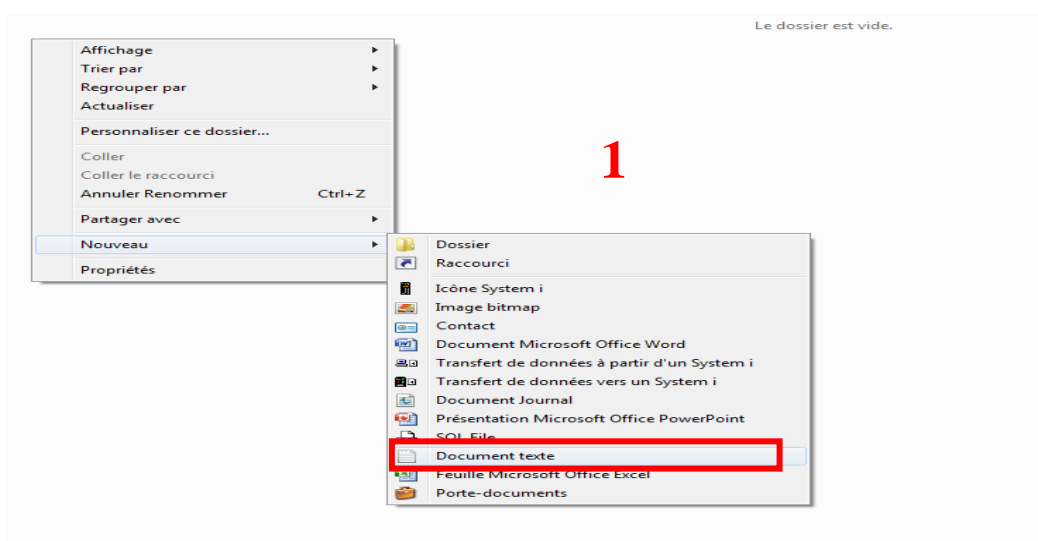 Le dossier est vide.
Affichage
Trier par
Regrouper par
Actualiser
Personnaliser ce dossier...
Coller
Coller le raccourci
Annuler Renommer Ctrl+Z
Partager avec
Nouveau
Propriétés
1
Dossier
Raccourci
Icône System i
Image bitmap
Contact
Document Microsoft Office Word
Transfert de données à partir d'un System i
Transfert de données vers un System i
Document Journal
Présentation Microsoft Office PowerPoint
SQL File
Document texte
Feuille Microsoft Office Excel
Porte-documents